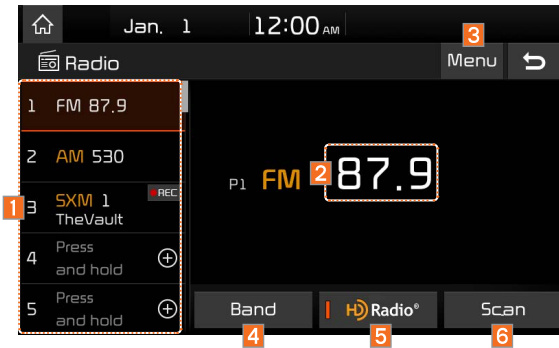 Jan. 1 12:00 AM
3
Radio Menu
1 FM 87.9
2 AM 530
3 SXM 1 REC
TheVault
4 Press
and hold
5 Press
and hold
1
P1 FM 2 87.9
Band HD Radio® Scan
4 5 6